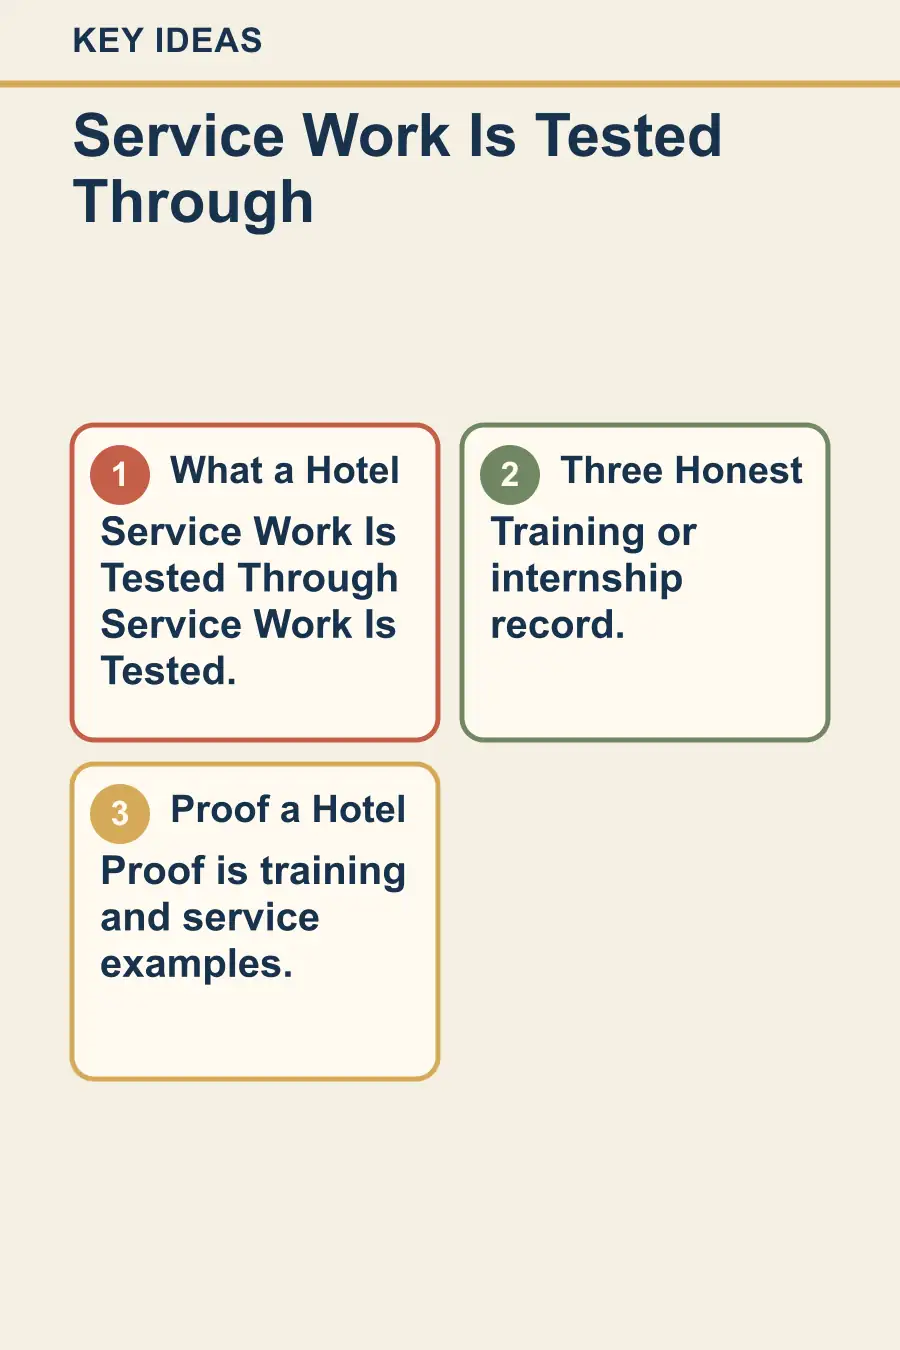 KEY IDEAS
Service Work Is Tested
Through
1
What a Hotel
Service Work Is
Tested Through
Service Work Is
Tested.
2
Three Honest
Training or
internship
record.
3
Proof a Hotel
Proof is training
and service
examples.